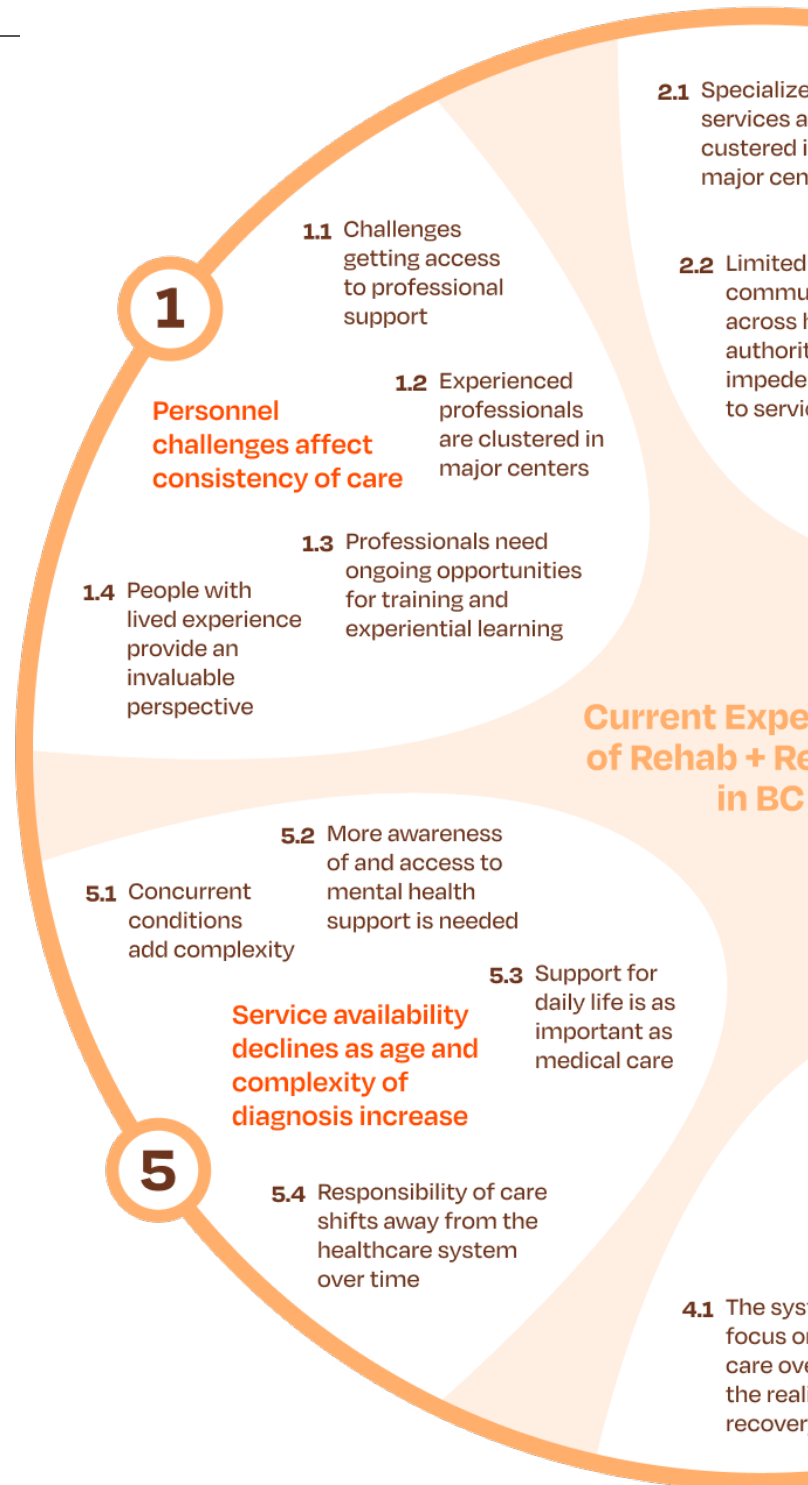 1
1.1 Challenges
getting access
to professional
support
1.2 Experienced
professionals
are clustered in
major centers
Personnel
challenges affect
consistency of care
1.3 Professionals need
ongoing opportunities
for training and
experiential learning
1.4 People with
lived experience
provide an
invaluable
perspective
2.1 Specialize
services a
custered i
major cen
2.2 Limited
commu
across h
authorit
impede
to servi
Current Expe
of Rehab + Re
in BC
5.2 More awareness
of and access to
mental health
support is needed
5.1 Concurrent
conditions
add complexity
5.3 Support for
daily life is as
important as
medical care
Service availability
declines as age and
complexity of
diagnosis increase
5
5.4 Responsibility of care
shifts away from the
healthcare system
over time
4.1 The sys
focus o
care ove
the reali
recover